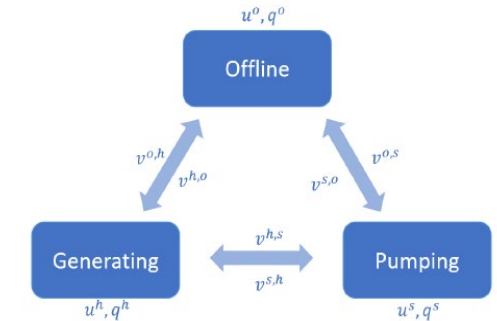 u^o, q^o
Offline
v^{o,h}
v^{o,s}
v^{h,o}
v^{s,o}
v^{h,s}
Generating
Pumping
v^{s,h}
u^h, q^h
u^s, q^s